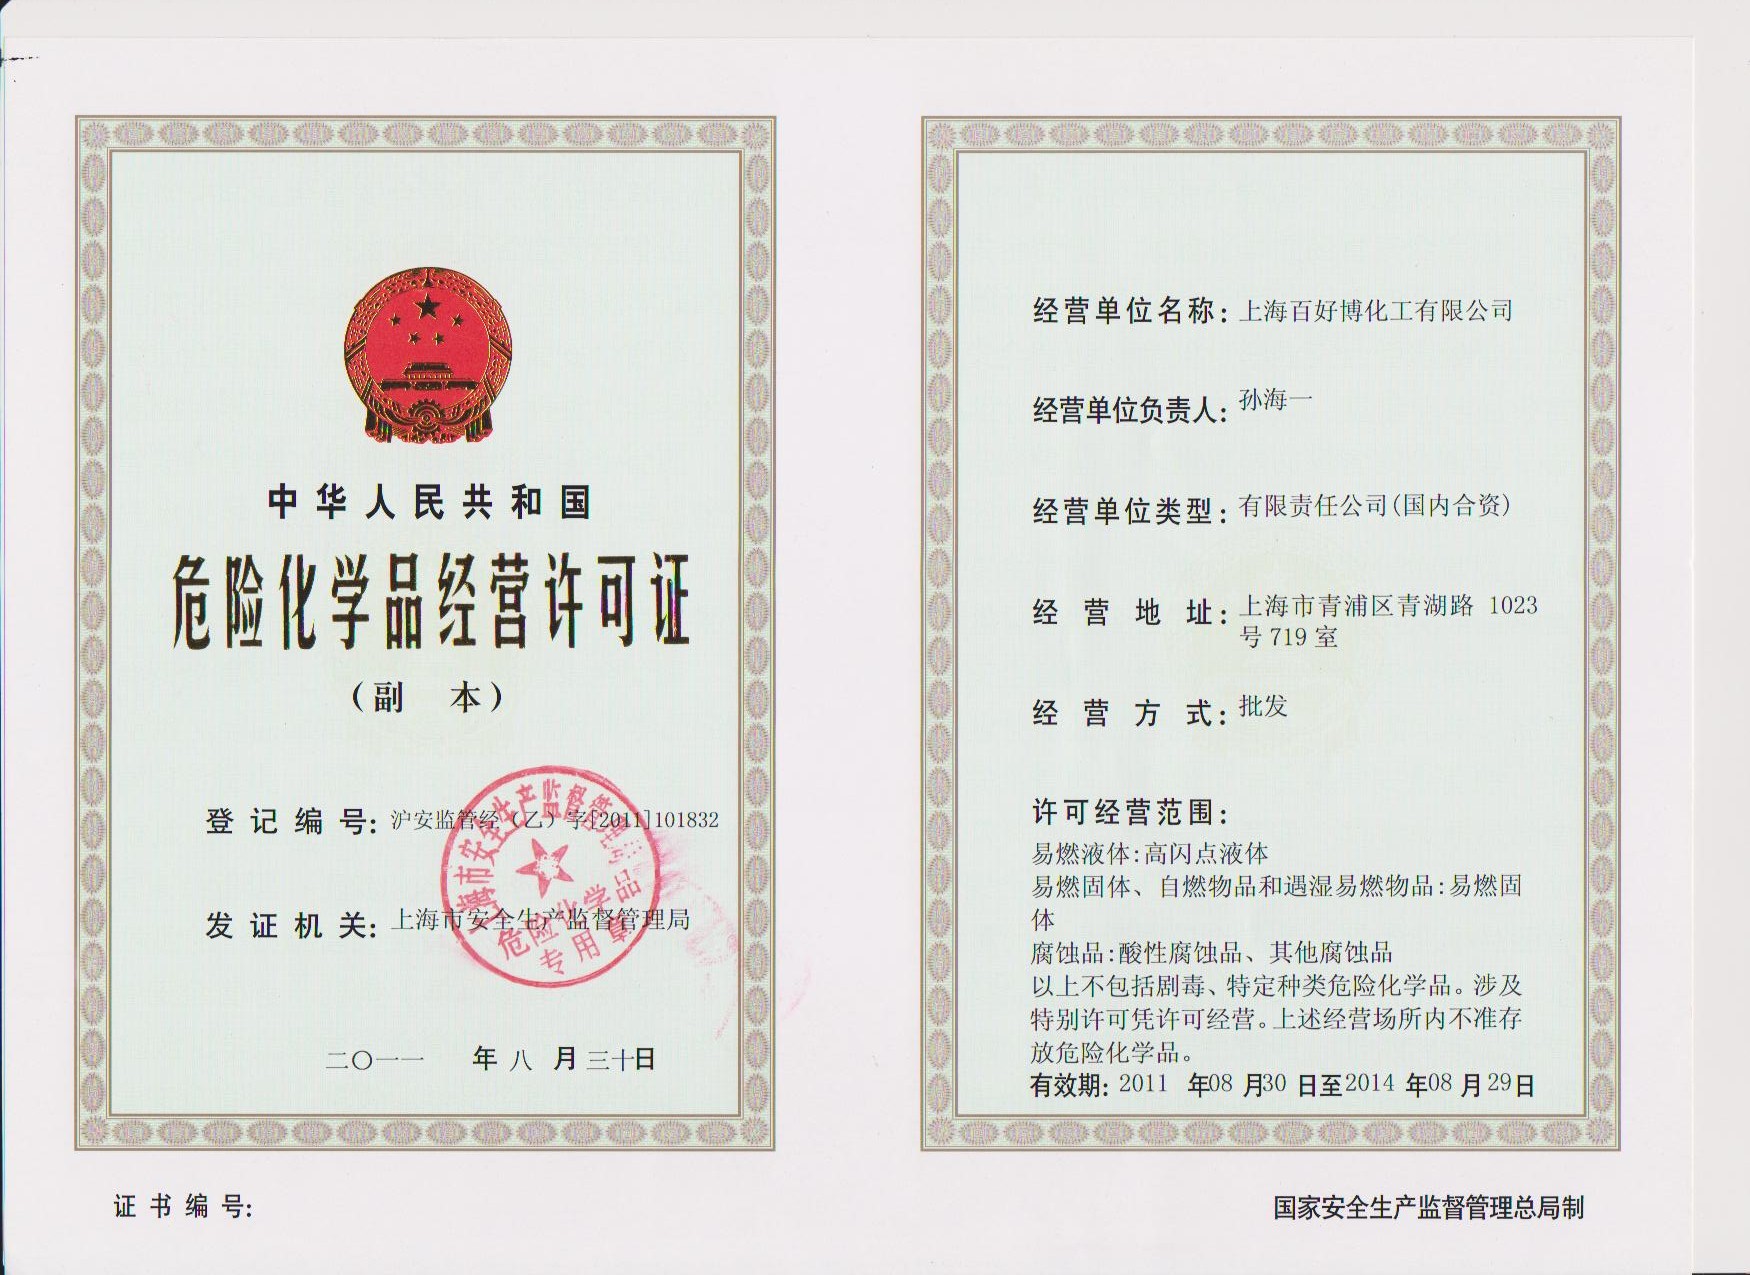 中华人民共和国
危险化学品经营许可证
(副 本)
登记编号: 沪安监管经(乙)字[2011]101832
发证机关: 上海市安全生产监督管理局
二〇一一 年 八 月 三十日
上海市安全生产监督管理局
危险化学品
专用章
证书编号:
经营单位名称: 上海百好博化工有限公司
经营单位负责人: 孙海一
经营单位类型: 有限责任公司(国内合资)
经营地址: 上海市青浦区青湖路 1023
号 719 室
经营方式: 批发
许可经营范围:
易燃液体:高闪点液体
易燃固体、自燃物品和遇湿易燃物品:易燃固
体
腐蚀品:酸性腐蚀品、其他腐蚀品
以上不包括剧毒、特定种类危险化学品。涉及
特别许可凭许可经营。上述经营场所内不准存
放危险化学品。
有效期: 2011 年08 月30 日至2014 年08 月29日
国家安全生产监督管理总局制